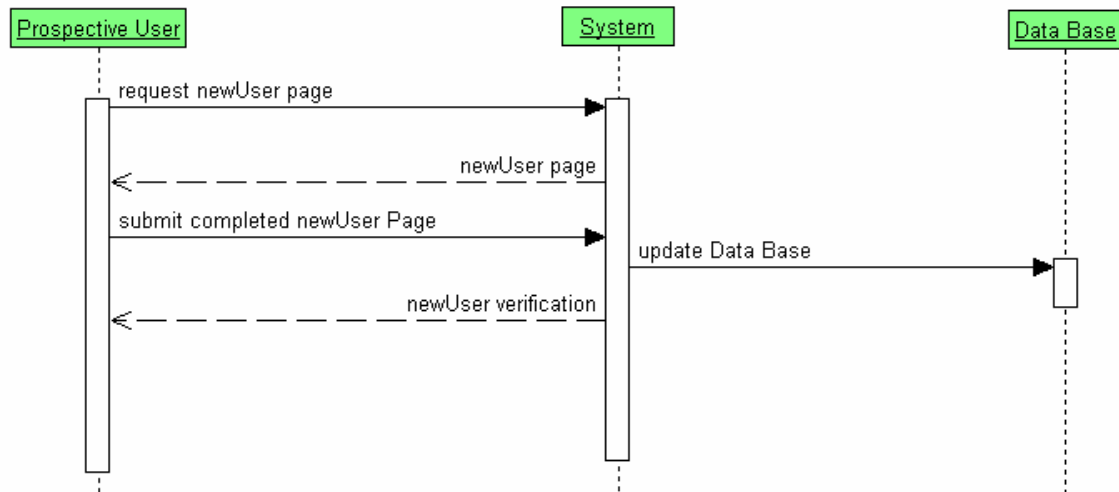 Prospective User
System
Data Base
request newUser page
newUser page
submit completed newUser Page
update Data Base
newUser verification